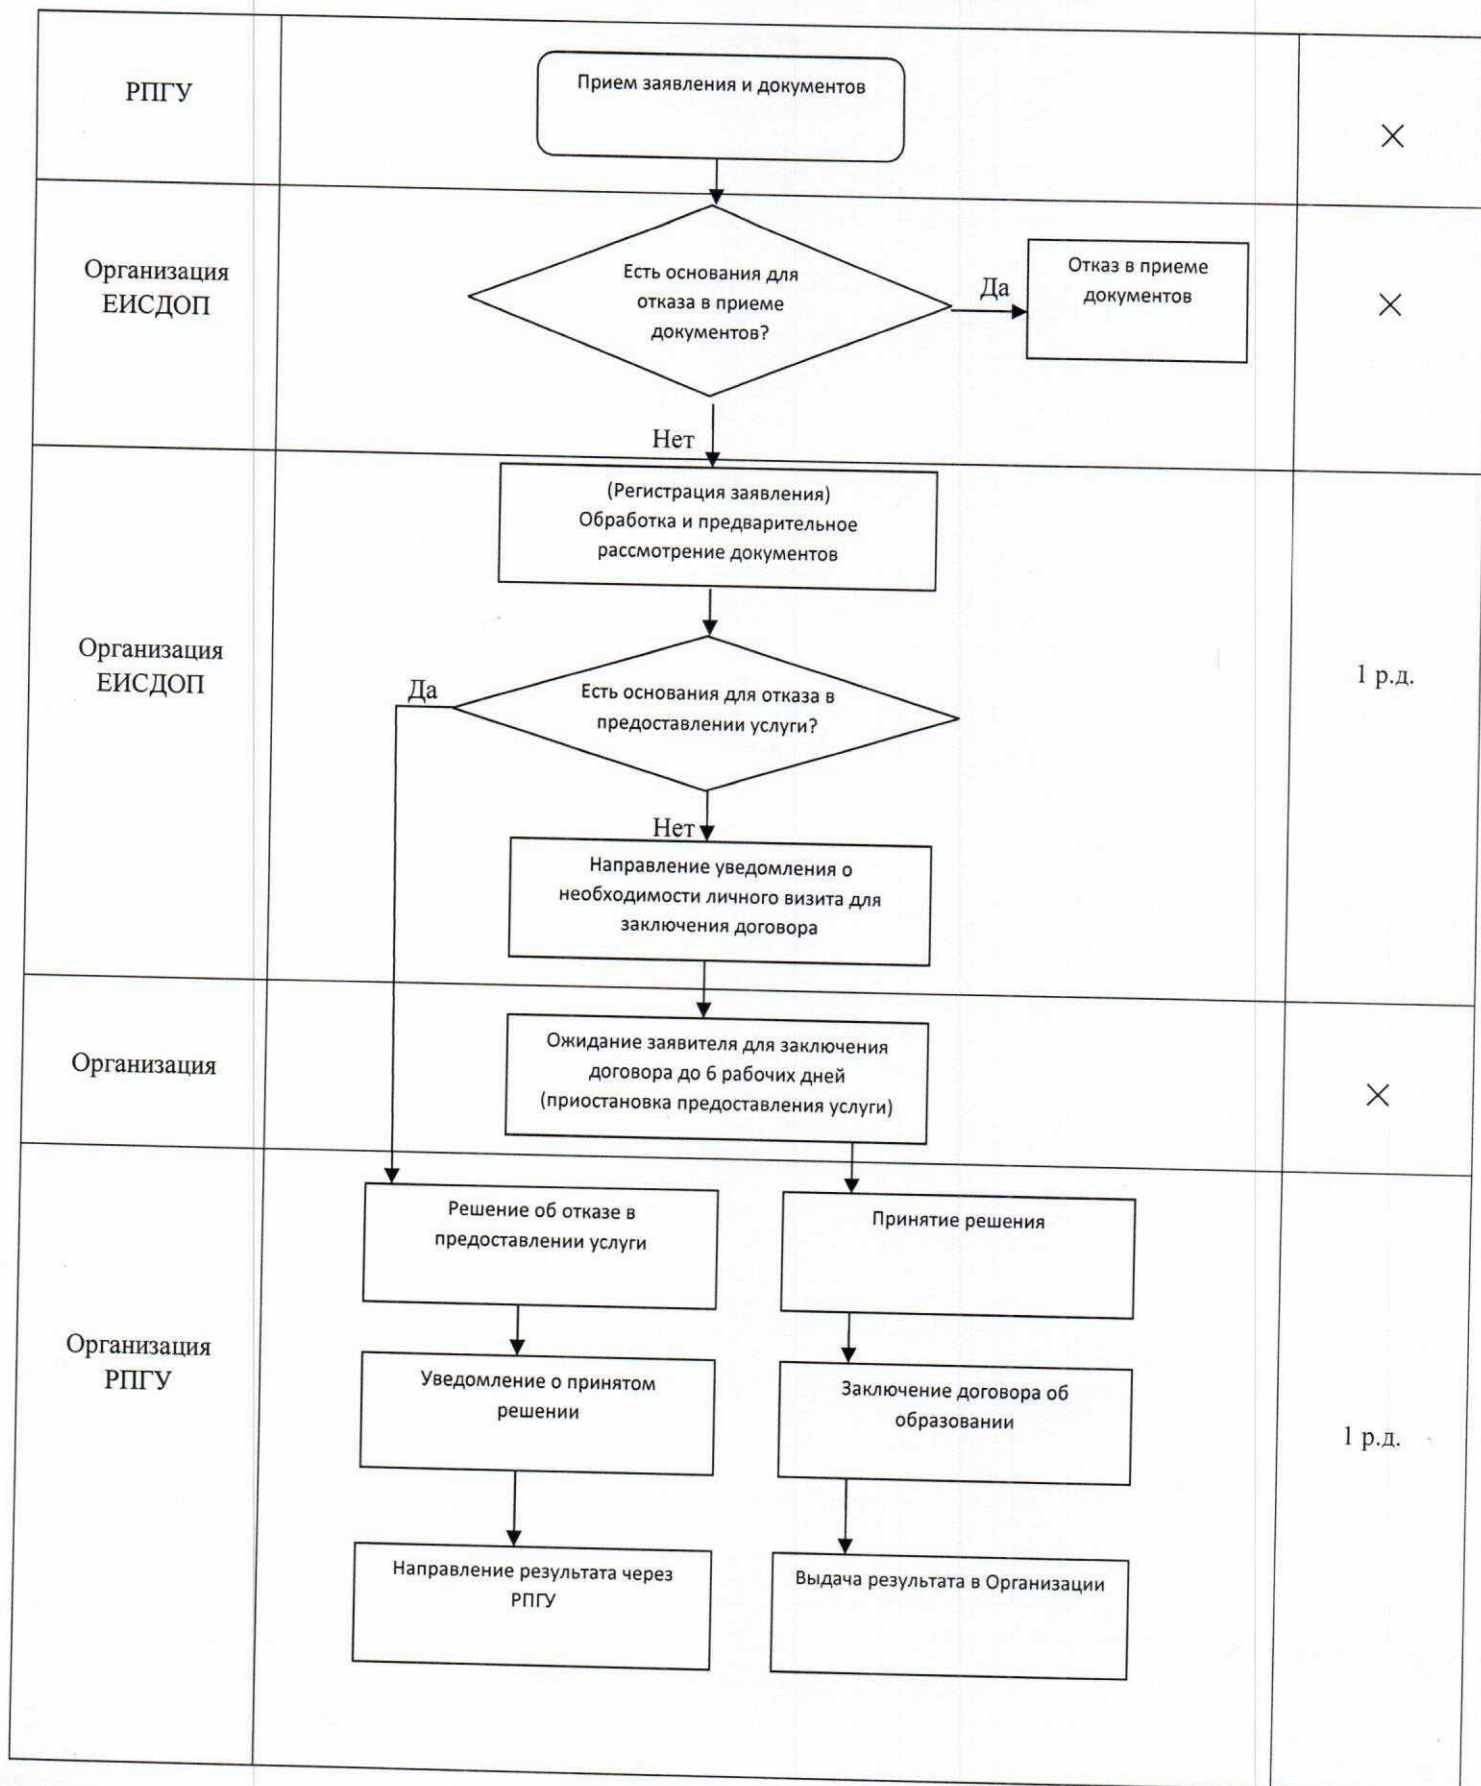 РПГУ
Прием заявления и документов
×
Организация
ЕИСДОП
Есть основания для
отказа в приеме
документов?
Да
Отказ в приеме
документов
×
Нет
(Регистрация заявления)
Обработка и предварительное
рассмотрение документов
Организация
ЕИСДОП
1 р.д.
Да
Есть основания для отказа в
предоставлении услуги?
Нет
Направление уведомления о
необходимости личного визита для
заключения договора
Организация
Ожидание заявителя для заключения
договора до 6 рабочих дней
(приостановка предоставления услуги)
×
Решение об отказе в
предоставлении услуги
Принятие решения
Организация
РПГУ
Уведомление о принятом
решении
Заключение договора об
образовании
1 р.д.
Направление результата через
РПГУ
Выдача результата в Организации